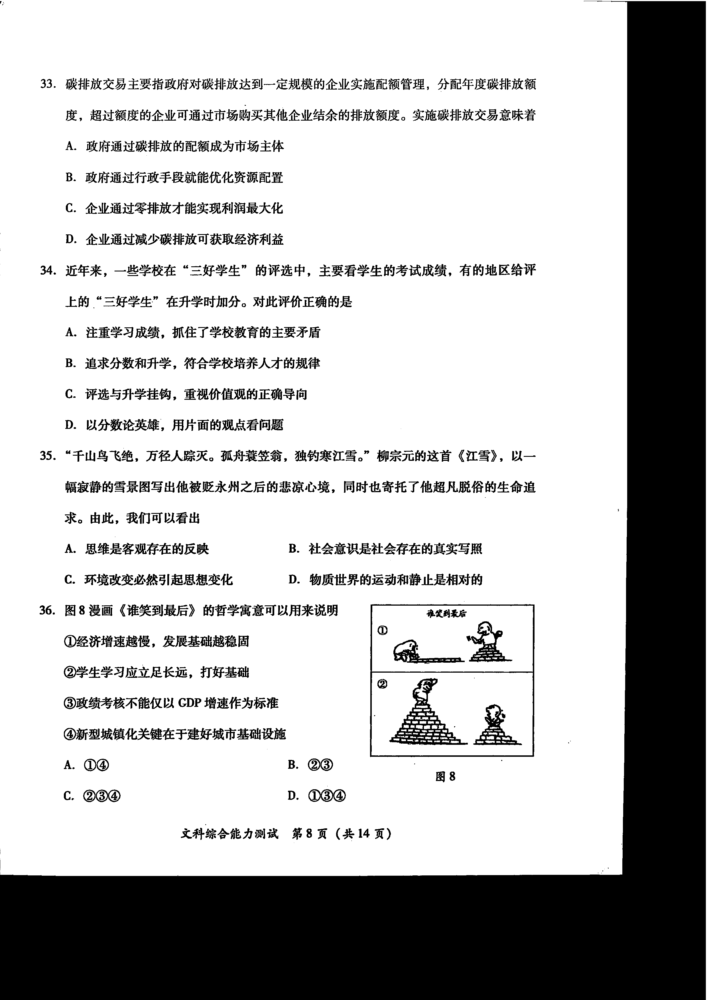 33. 碳排放交易主要指政府对碳排放达到一定规模的企业实施配额管理，分配年度碳排放额
度，超过额度的企业可通过市场购买其他企业结余的排放额度。实施碳排放交易意味着
A. 政府通过碳排放的配额成为市场主体
B. 政府通过行政手段就能优化资源配置
C. 企业通过零排放才能实现利润最大化
D. 企业通过减少碳排放可获取经济利益
34. 近年来，一些学校在“三好学生”的评选中，主要看学生的考试成绩，有的地区给评
上的“三好学生”在升学时加分。对此评价正确的是
A. 注重学习成绩，抓住了学校教育的主要矛盾
B. 追求分数和升学，符合学校培养人才的规律
C. 评选与升学挂钩，重视价值观的正确导向
D. 以分数论英雄，用片面的观点看问题
35. “千山鸟飞绝，万径人踪灭。孤舟蓑笠翁，独钓寒江雪。”柳宗元的这首《江雪》，以一
幅寂静的雪景图写出他被贬永州之后的悲凉心境，同时也寄托了他超凡脱俗的生命追
求。由此，我们可以看出
A. 思维是客观存在的反映 B. 社会意识是社会存在的真实写照
C. 环境改变必然引起思想变化 D. 物质世界的运动和静止是相对的
36. 图8漫画《谁笑到最后》的哲学寓意可以用来说明
①经济增速越慢，发展基础越稳固
②学生学习应立足长远，打好基础
③政绩考核不能仅以GDP增速作为标准
④新型城镇化关键在于建好城市基础设施
A. ①④ B. ②③
C. ②③④ D. ①③④
谁笑到最后
①
②
图8
文科综合能力测试 第8页（共14页）